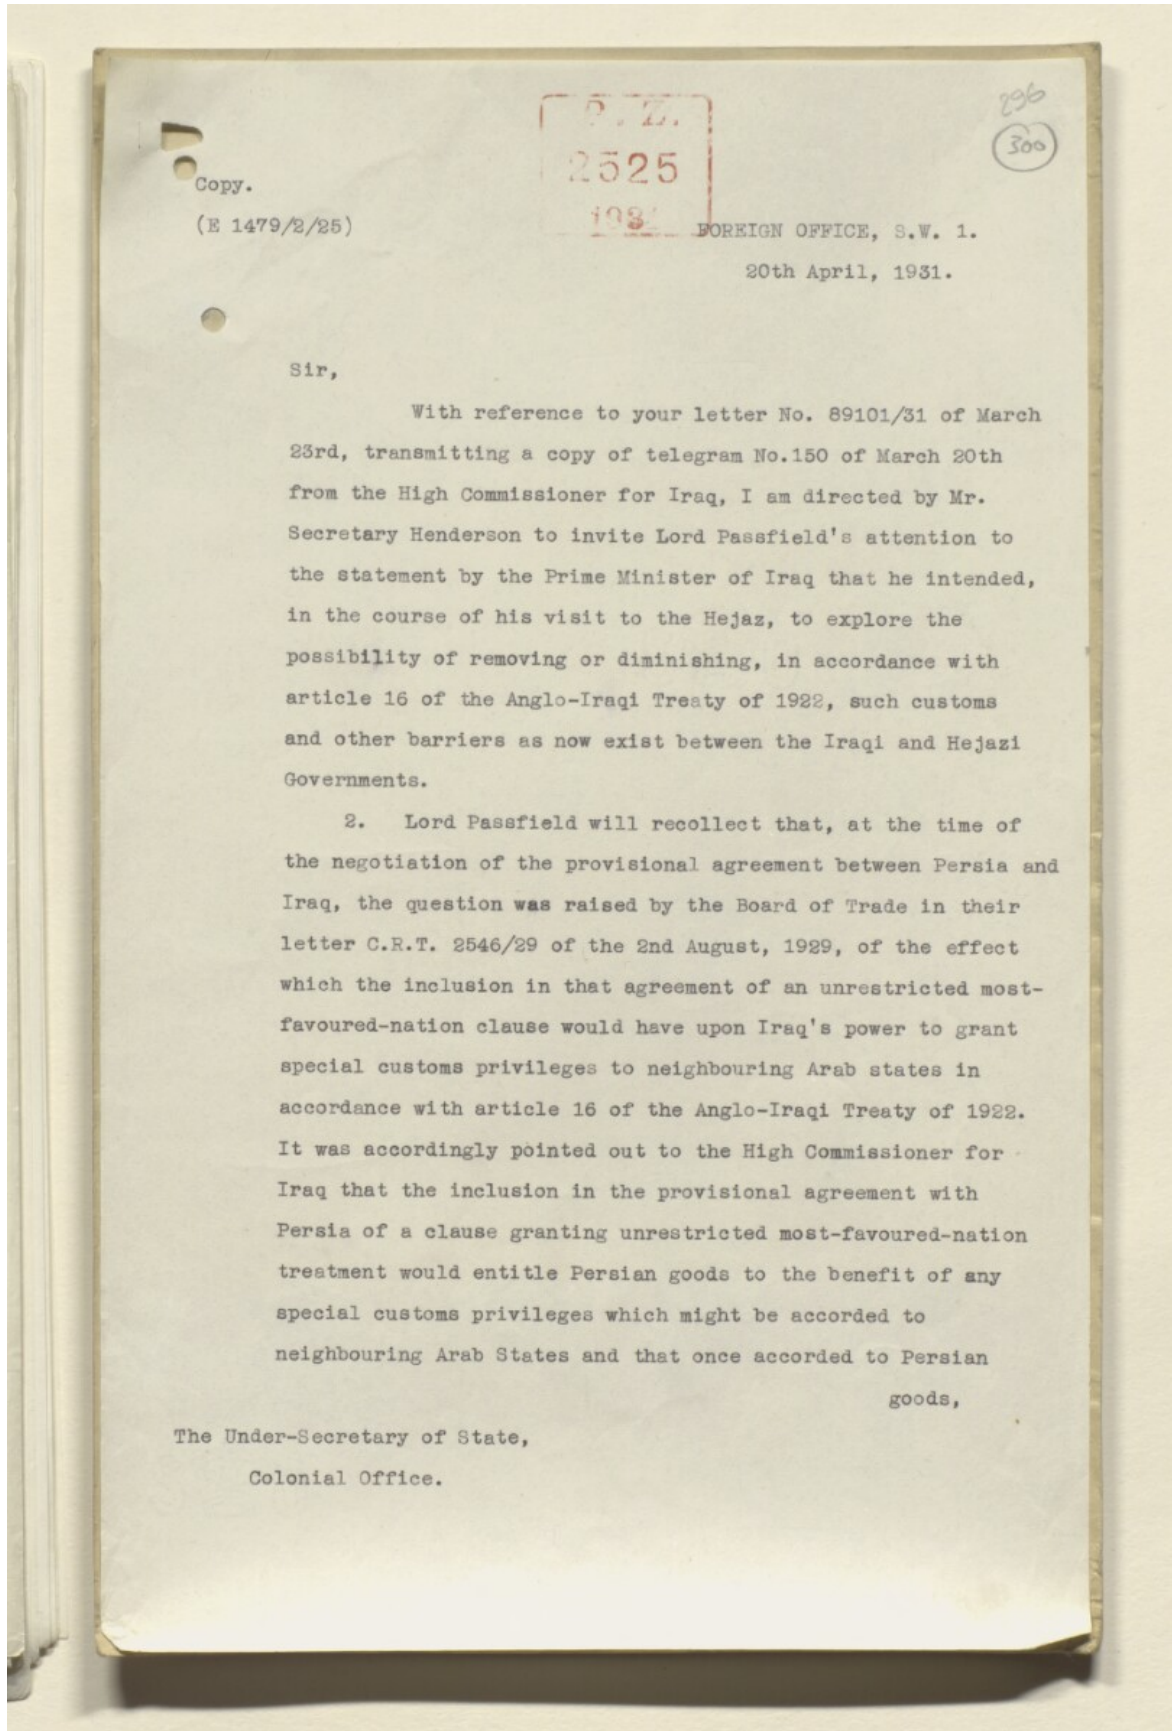 296
300
P.Z.
2525
193
Copy.
(E 1479/2/25)
FOREIGN OFFICE, S.W. 1.
20th April, 1931.
Sir,
With reference to your letter No. 89101/31 of March
23rd, transmitting a copy of telegram No.150 of March 20th
from the High Commissioner for Iraq, I am directed by Mr.
Secretary Henderson to invite Lord Passfield's attention to
the statement by the Prime Minister of Iraq that he intended,
in the course of his visit to the Hejaz, to explore the
possibility of removing or diminishing, in accordance with
article 16 of the Anglo-Iraqi Treaty of 1922, such customs
and other barriers as now exist between the Iraqi and Hejazi
Governments.
2. Lord Passfield will recollect that, at the time of
the negotiation of the provisional agreement between Persia and
Iraq, the question was raised by the Board of Trade in their
letter C.R.T. 2546/29 of the 2nd August, 1929, of the effect
which the inclusion in that agreement of an unrestricted most-
favoured-nation clause would have upon Iraq's power to grant
special customs privileges to neighbouring Arab states in
accordance with article 16 of the Anglo-Iraqi Treaty of 1922.
It was accordingly pointed out to the High Commissioner for
Iraq that the inclusion in the provisional agreement with
Persia of a clause granting unrestricted most-favoured-nation
treatment would entitle Persian goods to the benefit of any
special customs privileges which might be accorded to
neighbouring Arab States and that once accorded to Persian
goods,
The Under-Secretary of State,
Colonial Office.